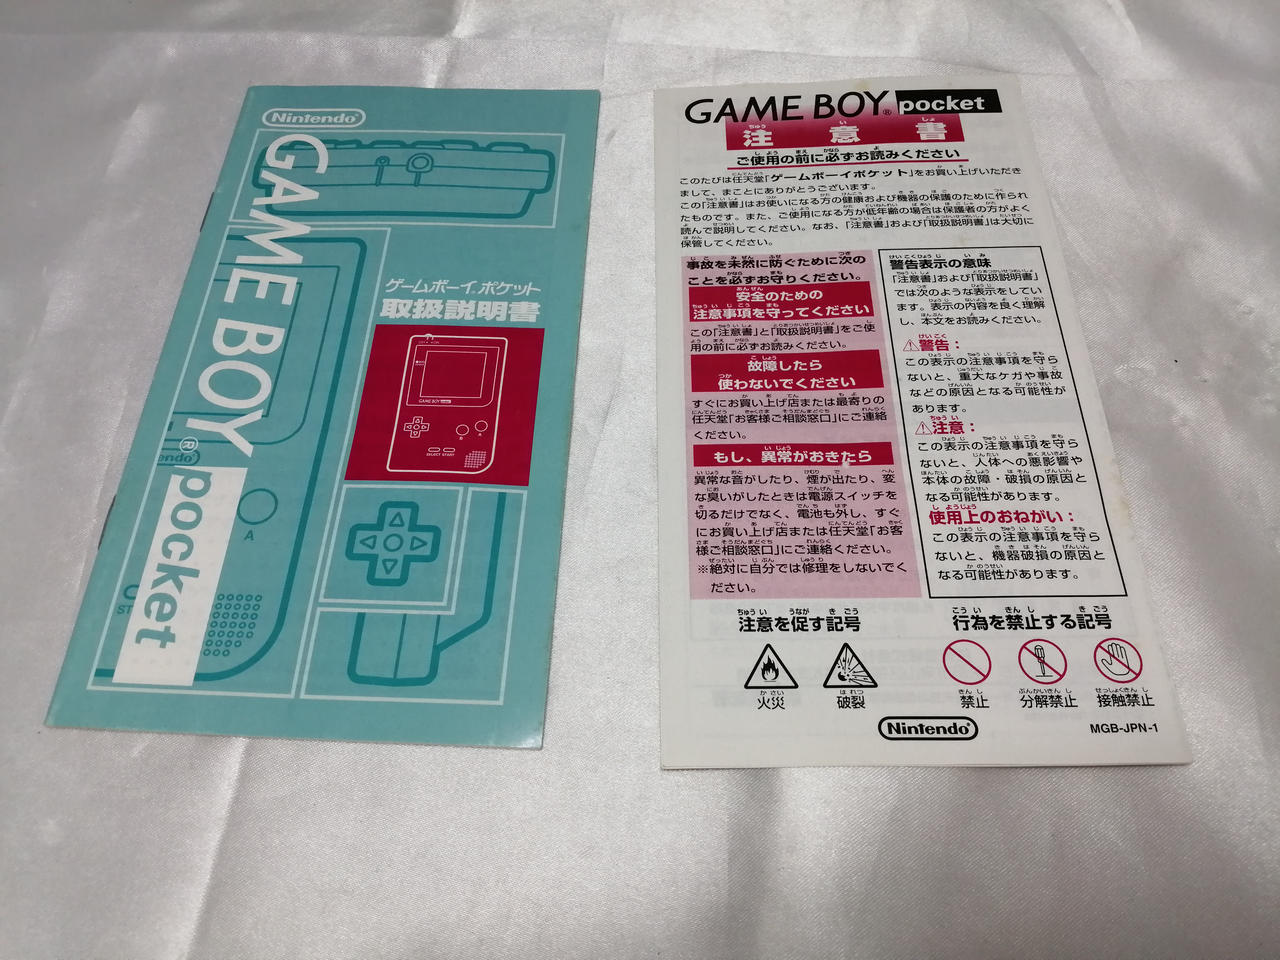 Nintendo®
GAME BOY® pocket
ゲームボーイ、ポケット
取扱説明書
GAME BOY pocket
B
A
SELECT START
A
ST
GAME BOY® pocket
注意書
ご使用の前に必ずお読みください
このたびは任天堂「ゲームボーイポケット」をお買い上げいただき
まして、まことにありがとうございます。
この「注意書」はお使いになる方の健康および機器の保護のために作られ
たものです。また、ご使用になる方が低年齢の場合は保護者の方がよく
読んで説明してください。なお、「注意書」および「取扱説明書」は大切に
保管してください。
事故を未然に防ぐために次の
ことを必ずお守りください。
安全のための
注意事項を守ってください
この「注意書」と「取扱説明書」をご使
用の前に必ずお読みください。
故障したら
使わないでください
すぐにお買い上げ店または最寄りの
任天堂「お客様ご相談窓口」にご連絡
ください。
もし、異常がおきたら
異常な音がしたり、煙が出たり、変
な臭いがしたときは電源スイッチを
切るだけでなく、電池も外し、すぐ
にお買い上げ店または任天堂「お客
様ご相談窓口」にご連絡ください。
※絶対に自分では修理をしないでく
ださい。
警告表示の意味
「注意書」および「取扱説明書」
では次のような表示をしてい
ます。表示の内容を良く理解
し、本文をお読みください。
⚠警告：
この表示の注意事項を守ら
ないと、重大なケガや事故
などの原因となる可能性が
あります。
⚠注意：
この表示の注意事項を守ら
ないと、人体への悪影響や
本体の故障・破損の原因と
なる可能性があります。
使用上のおねがい：
この表示の注意事項を守ら
ないと、機器破損の原因と
なる可能性があります。
注意を促す記号
火災
破裂
行為を禁止する記号
禁止
分解禁止
接触禁止
Nintendo®
MGB-JPN-1